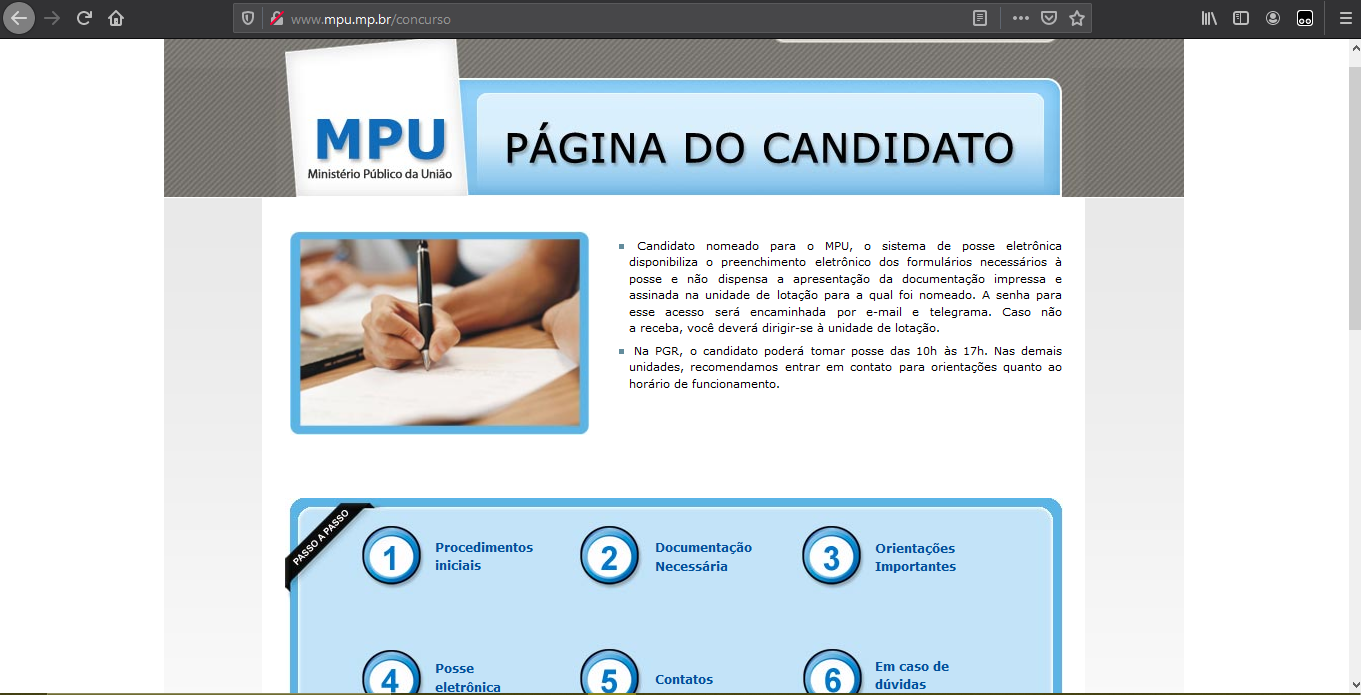 www.mpu.mp.br/concurso
MPU
Ministério Público da União
PÁGINA DO CANDIDATO
Candidato nomeado para o MPU, o sistema de posse eletrônica
disponibiliza o preenchimento eletrônico dos formulários necessários à
posse e não dispensa a apresentação da documentação impressa e
assinada na unidade de lotação para a qual foi nomeado. A senha para
esse acesso será encaminhada por e-mail e telegrama. Caso não
a receba, você deverá dirigir-se à unidade de lotação.
Na PGR, o candidato poderá tomar posse das 10h às 17h. Nas demais
unidades, recomendamos entrar em contato para orientações quanto ao
horário de funcionamento.
PASSO A PASSO
1
Procedimentos
iniciais
2
Documentação
Necessária
3
Orientações
Importantes
4
Posse
eletrônica
5
Contatos
6
Em caso de
dúvidas